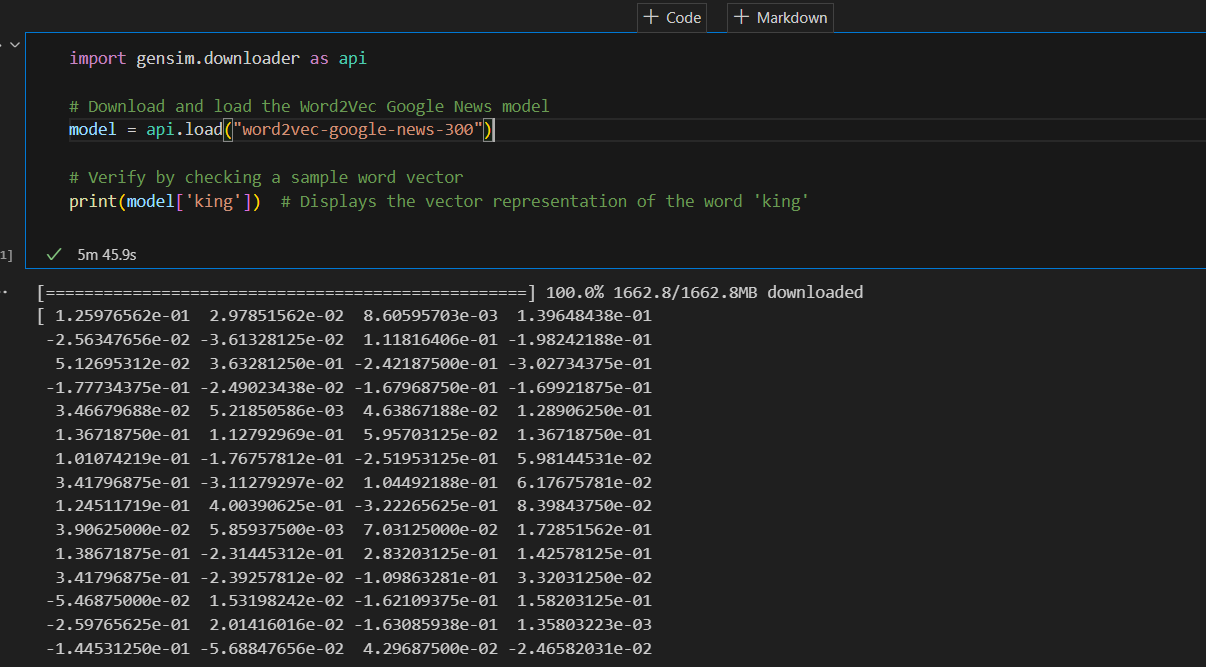 + Code + Markdown
import gensim.downloader as api
# Download and load the Word2Vec Google News model
model = api.load("word2vec-google-news-300")
# Verify by checking a sample word vector
print(model['king'])  # Displays the vector representation of the word 'king'
1] ✓ 5m 45.9s
[==================================================] 100.0% 1662.8/1662.8MB downloaded
[ 1.25976562e-01  2.97851562e-02  8.60595703e-03  1.39648438e-01
-2.56347656e-02 -3.61328125e-02  1.11816406e-01 -1.98242188e-01
5.12695312e-02  3.63281250e-01 -2.42187500e-01 -3.02734375e-01
-1.77734375e-01 -2.49023438e-02 -1.67968750e-01 -1.69921875e-01
3.46679688e-02  5.21850586e-03  4.63867188e-02  1.28906250e-01
1.36718750e-01  1.12792969e-01  5.95703125e-02  1.36718750e-01
1.01074219e-01 -1.76757812e-01 -2.51953125e-01  5.98144531e-02
3.41796875e-01 -3.11279297e-02  1.04492188e-01  6.17675781e-02
1.24511719e-01  4.00390625e-01 -3.22265625e-01  8.39843750e-02
3.90625000e-02  5.85937500e-03  7.03125000e-02  1.72851562e-01
1.38671875e-01 -2.31445312e-01  2.83203125e-01  1.42578125e-01
3.41796875e-01 -2.39257812e-02 -1.09863281e-01  3.32031250e-02
-5.46875000e-02  1.53198242e-02 -1.62109375e-01  1.58203125e-01
-2.59765625e-01  2.01416016e-02 -1.63085938e-01  1.35803223e-03
-1.44531250e-01 -5.68847656e-02  4.29687500e-02 -2.46582031e-02